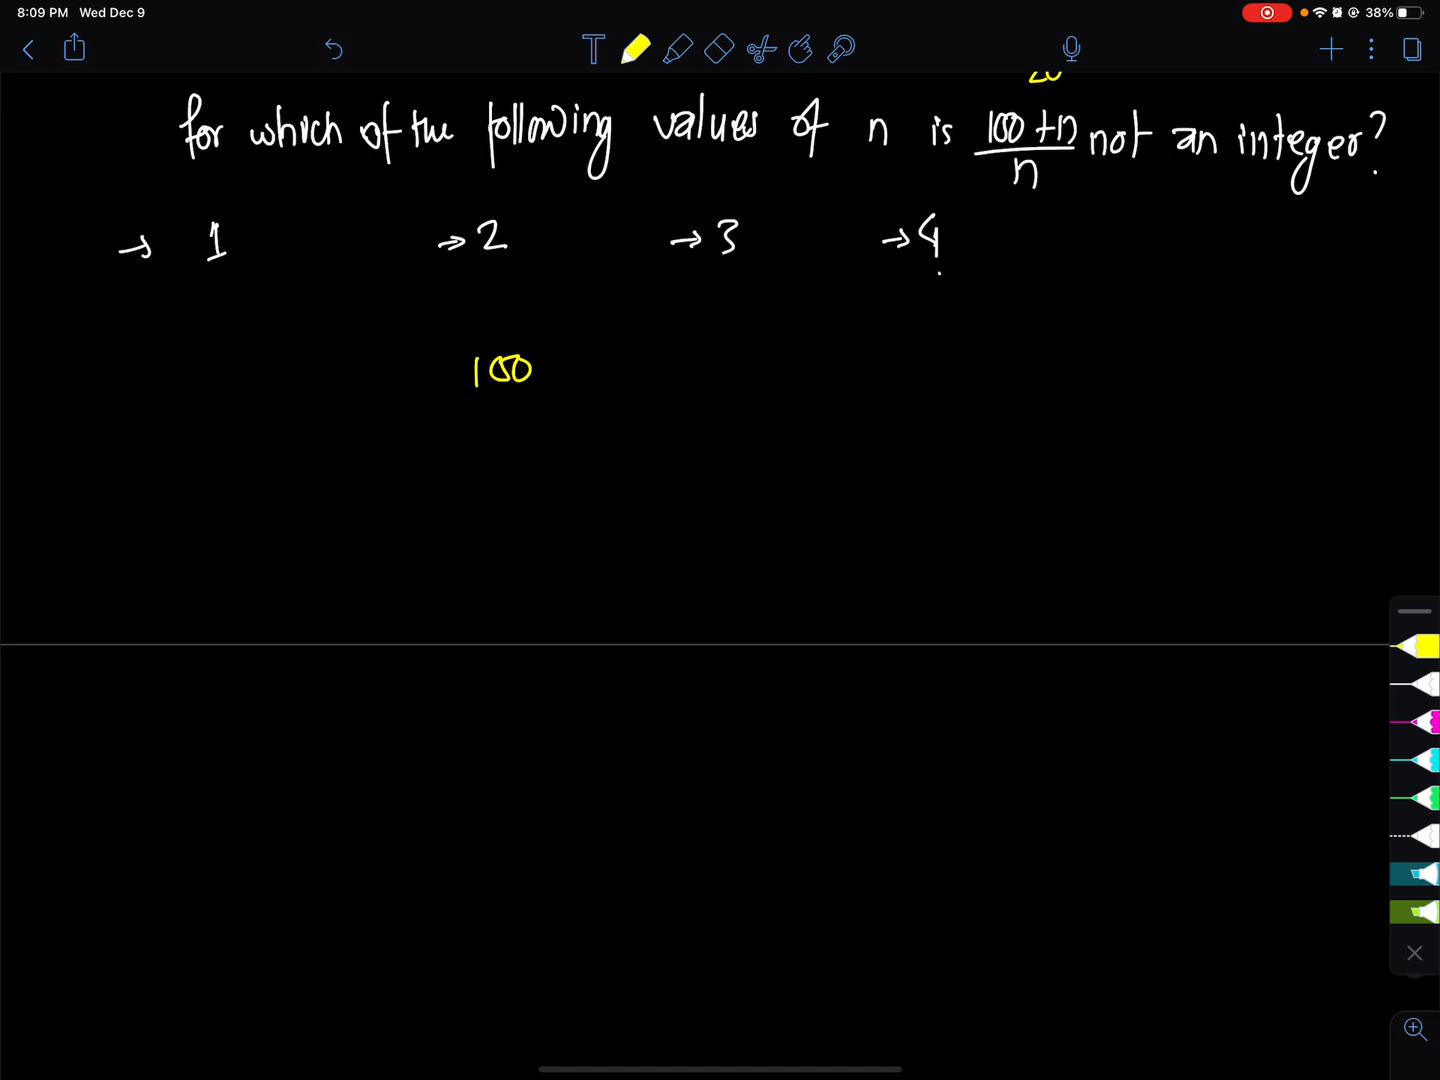 8:09 PM Wed Dec 9
38%
T
for which of the following values of n is 100 + n / n not an integer?
→ 1 → 2 → 3 → 4
100